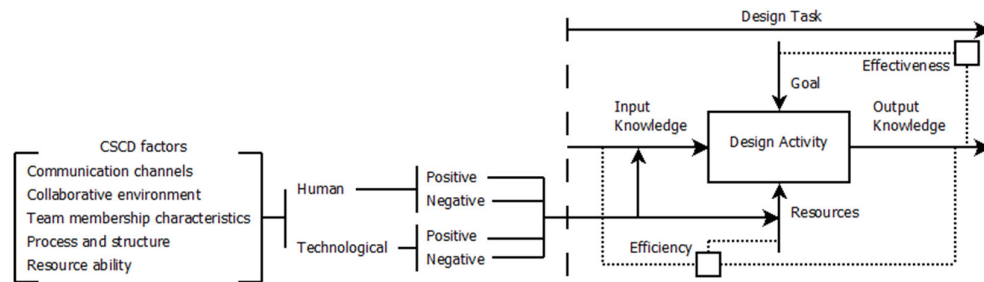 Design Task
Effectiveness
Goal
Input
Knowledge
Output
Knowledge
Design Activity
CSCD factors
Communication channels
Collaborative environment
Team membership characteristics
Process and structure
Resource ability
Human
Technological
Positive
Negative
Positive
Negative
Resources
Efficiency